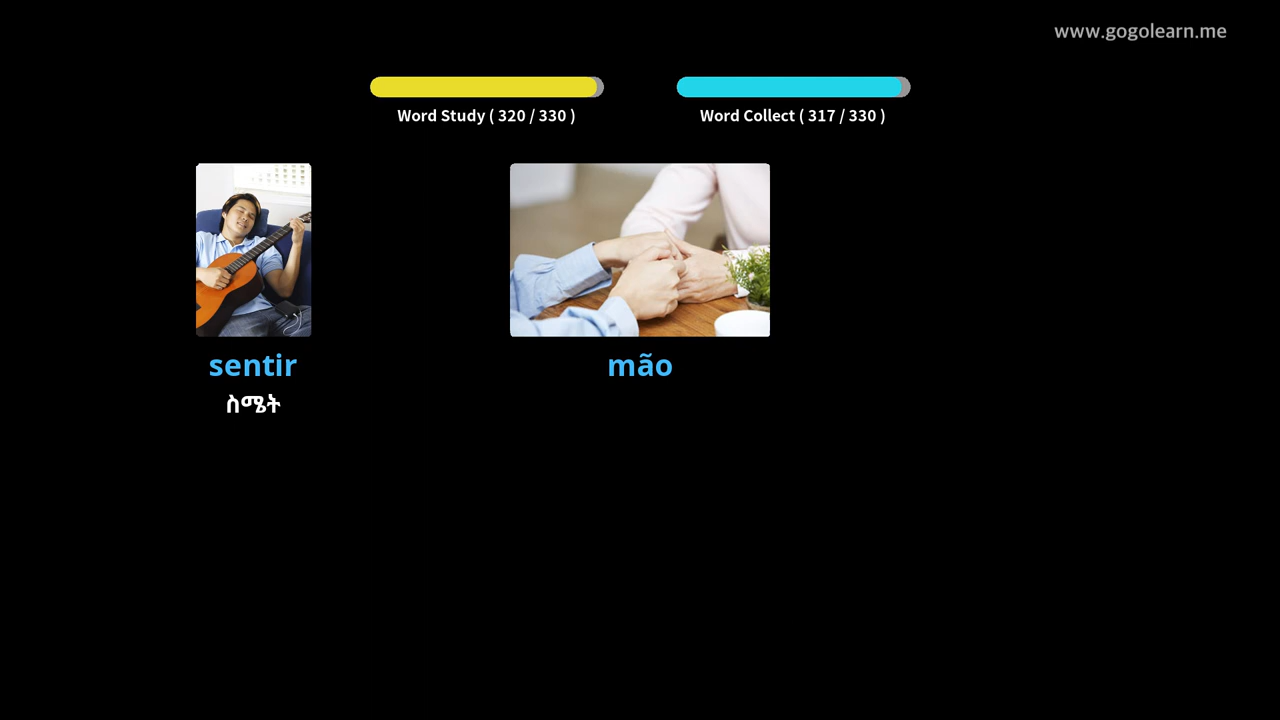 www.gogolearn.me
Word Study ( 320 / 330 )
Word Collect ( 317 / 330 )
sentir
mão
ስሜት